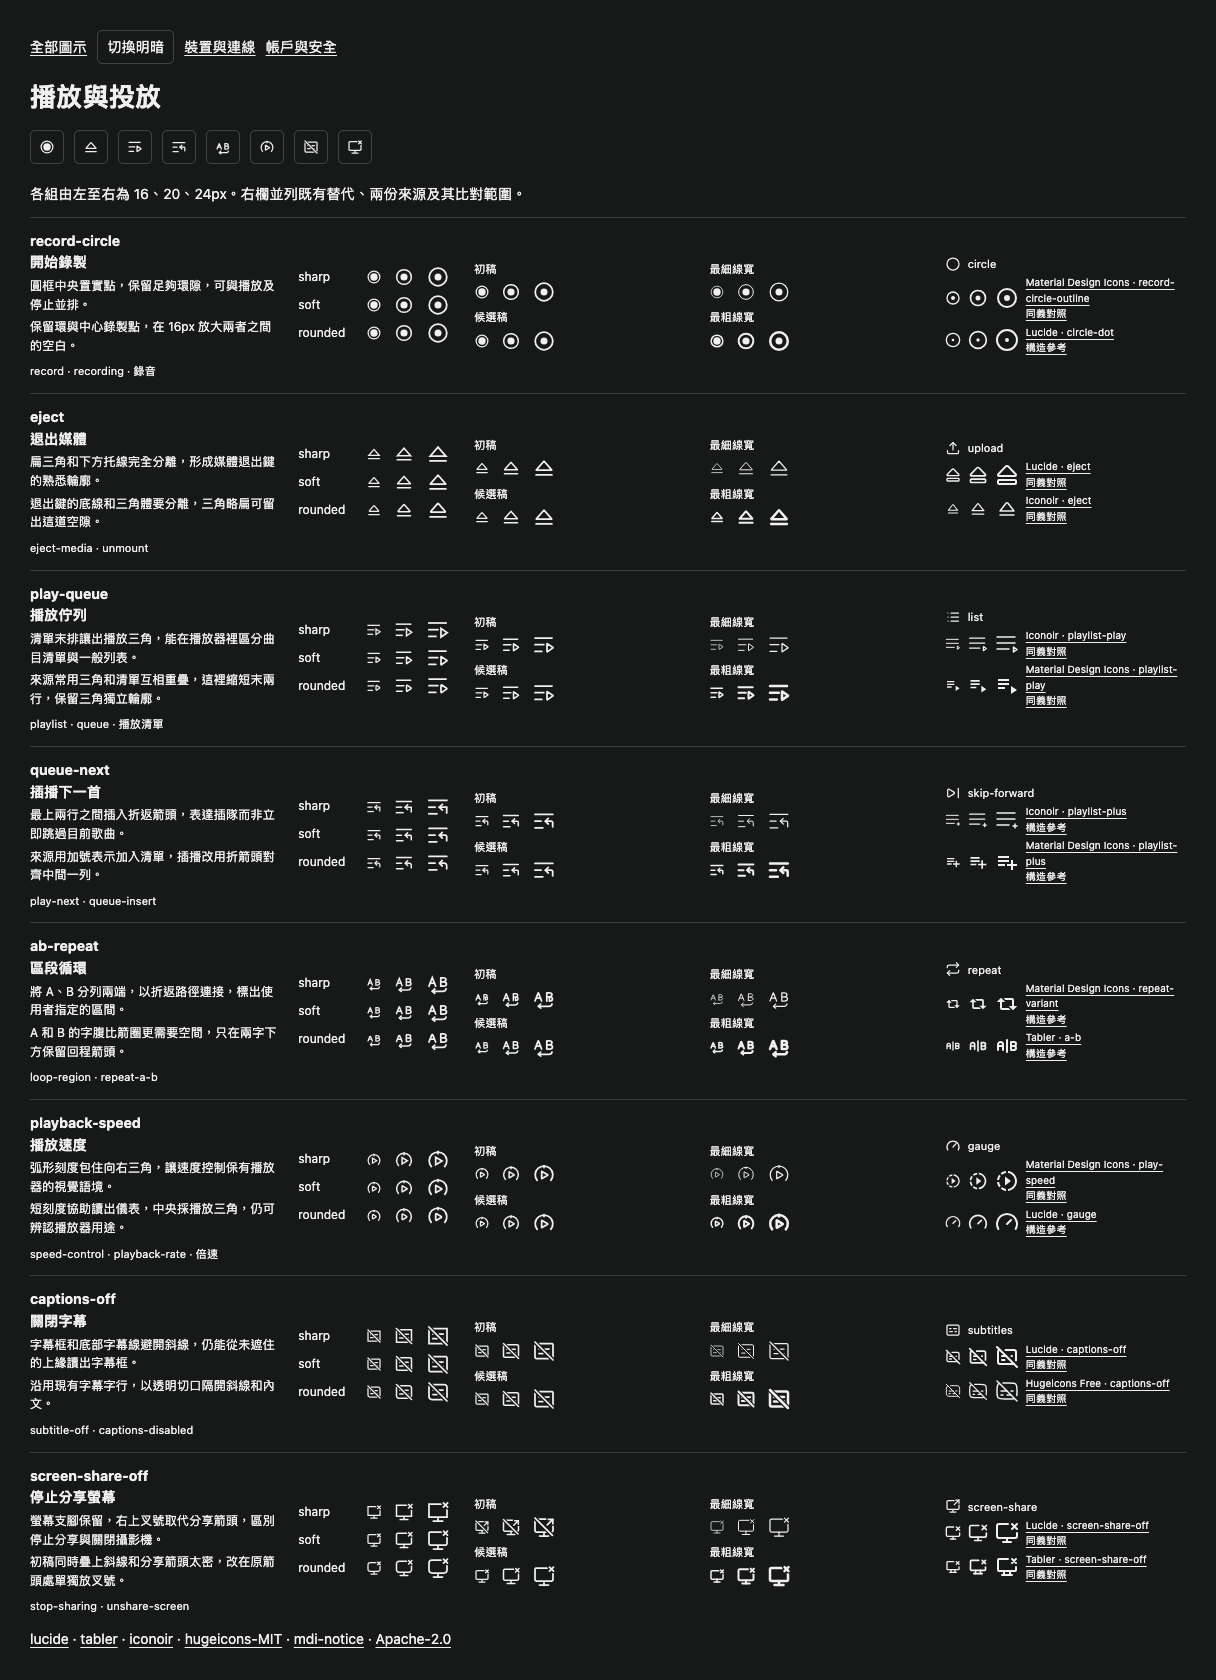 全部圖示 切換明暗 裝置與連線 帳戶與安全
播放與投放
各組由左至右為 16、20、24px。右欄並列既有替代、兩份來源及其比對範圍。
record-circle
開始錄製
圓框中央置實點，保留足夠環隙，可與播放及
停止並排。
保留環與中心錄製點，在 16px 放大兩者之間
的空白。
record · recording · 錄音
sharp
soft
rounded
初稿
候選稿
最細線寬
最粗線寬
circle
Material Design Icons · record-
circle-outline
同義對照
Lucide · circle-dot
構造參考
eject
退出媒體
扁三角和下方托線完全分離，形成媒體退出鍵
的熟悉輪廓。
退出鍵的底線和三角體要分離，三角略扁可留
出這道空隙。
eject-media · unmount
sharp
soft
rounded
初稿
候選稿
最細線寬
最粗線寬
upload
Lucide · eject
同義對照
Iconoir · eject
同義對照
play-queue
播放佇列
清單末排讓出播放三角，能在播放器裡區分曲
目清單與一般列表。
來源常用三角和清單互相重疊，這裡縮短末兩
行，保留三角獨立輪廓。
playlist · queue · 播放清單
sharp
soft
rounded
初稿
候選稿
最細線寬
最粗線寬
list
Iconoir · playlist-play
同義對照
Material Design Icons · playlist-
play
同義對照
queue-next
插播下一首
最上兩行之間插入折返箭頭，表達插隊而非立
即跳過目前歌曲。
來源用加號表示加入清單，插播改用折箭頭對
齊中間一列。
play-next · queue-insert
sharp
soft
rounded
初稿
候選稿
最細線寬
最粗線寬
skip-forward
Iconoir · playlist-plus
構造參考
Material Design Icons · playlist-
plus
構造參考
ab-repeat
區段循環
將 A、B 分列兩端，以折返路徑連接，標出使
用者指定的區間。
A 和 B 的字腹比箭圈更需要空間，只在兩字下
方保留回程箭頭。
loop-region · repeat-a-b
sharp
soft
rounded
初稿
候選稿
最細線寬
最粗線寬
repeat
Material Design Icons · repeat-
variant
構造參考
Tabler · a-b
構造參考
playback-speed
播放速度
弧形刻度包住向右三角，讓速度控制保有播放
器的視覺語境。
短刻度協助讀出儀表，中央採播放三角，仍可
辨認播放器用途。
speed-control · playback-rate · 倍速
sharp
soft
rounded
初稿
候選稿
最細線寬
最粗線寬
gauge
Material Design Icons · play-
speed
同義對照
Lucide · gauge
構造參考
captions-off
關閉字幕
字幕框和底部字幕線避開斜線，仍能從未遮住
的上緣讀出字幕框。
沿用現有字幕字行，以透明切口隔開斜線和內
文。
subtitle-off · captions-disabled
sharp
soft
rounded
初稿
候選稿
最細線寬
最粗線寬
subtitles
Lucide · captions-off
同義對照
Hugeicons Free · captions-off
同義對照
screen-share-off
停止分享螢幕
螢幕支腳保留，右上叉號取代分享箭頭，區別
停止分享與關閉攝影機。
初稿同時疊上斜線和分享箭頭太密，改在原箭
頭處單獨放叉號。
stop-sharing · unshare-screen
sharp
soft
rounded
初稿
候選稿
最細線寬
最粗線寬
screen-share
Lucide · screen-share-off
同義對照
Tabler · screen-share-off
同義對照
lucide · tabler · iconoir · hugeicons-MIT · mdi-notice · Apache-2.0